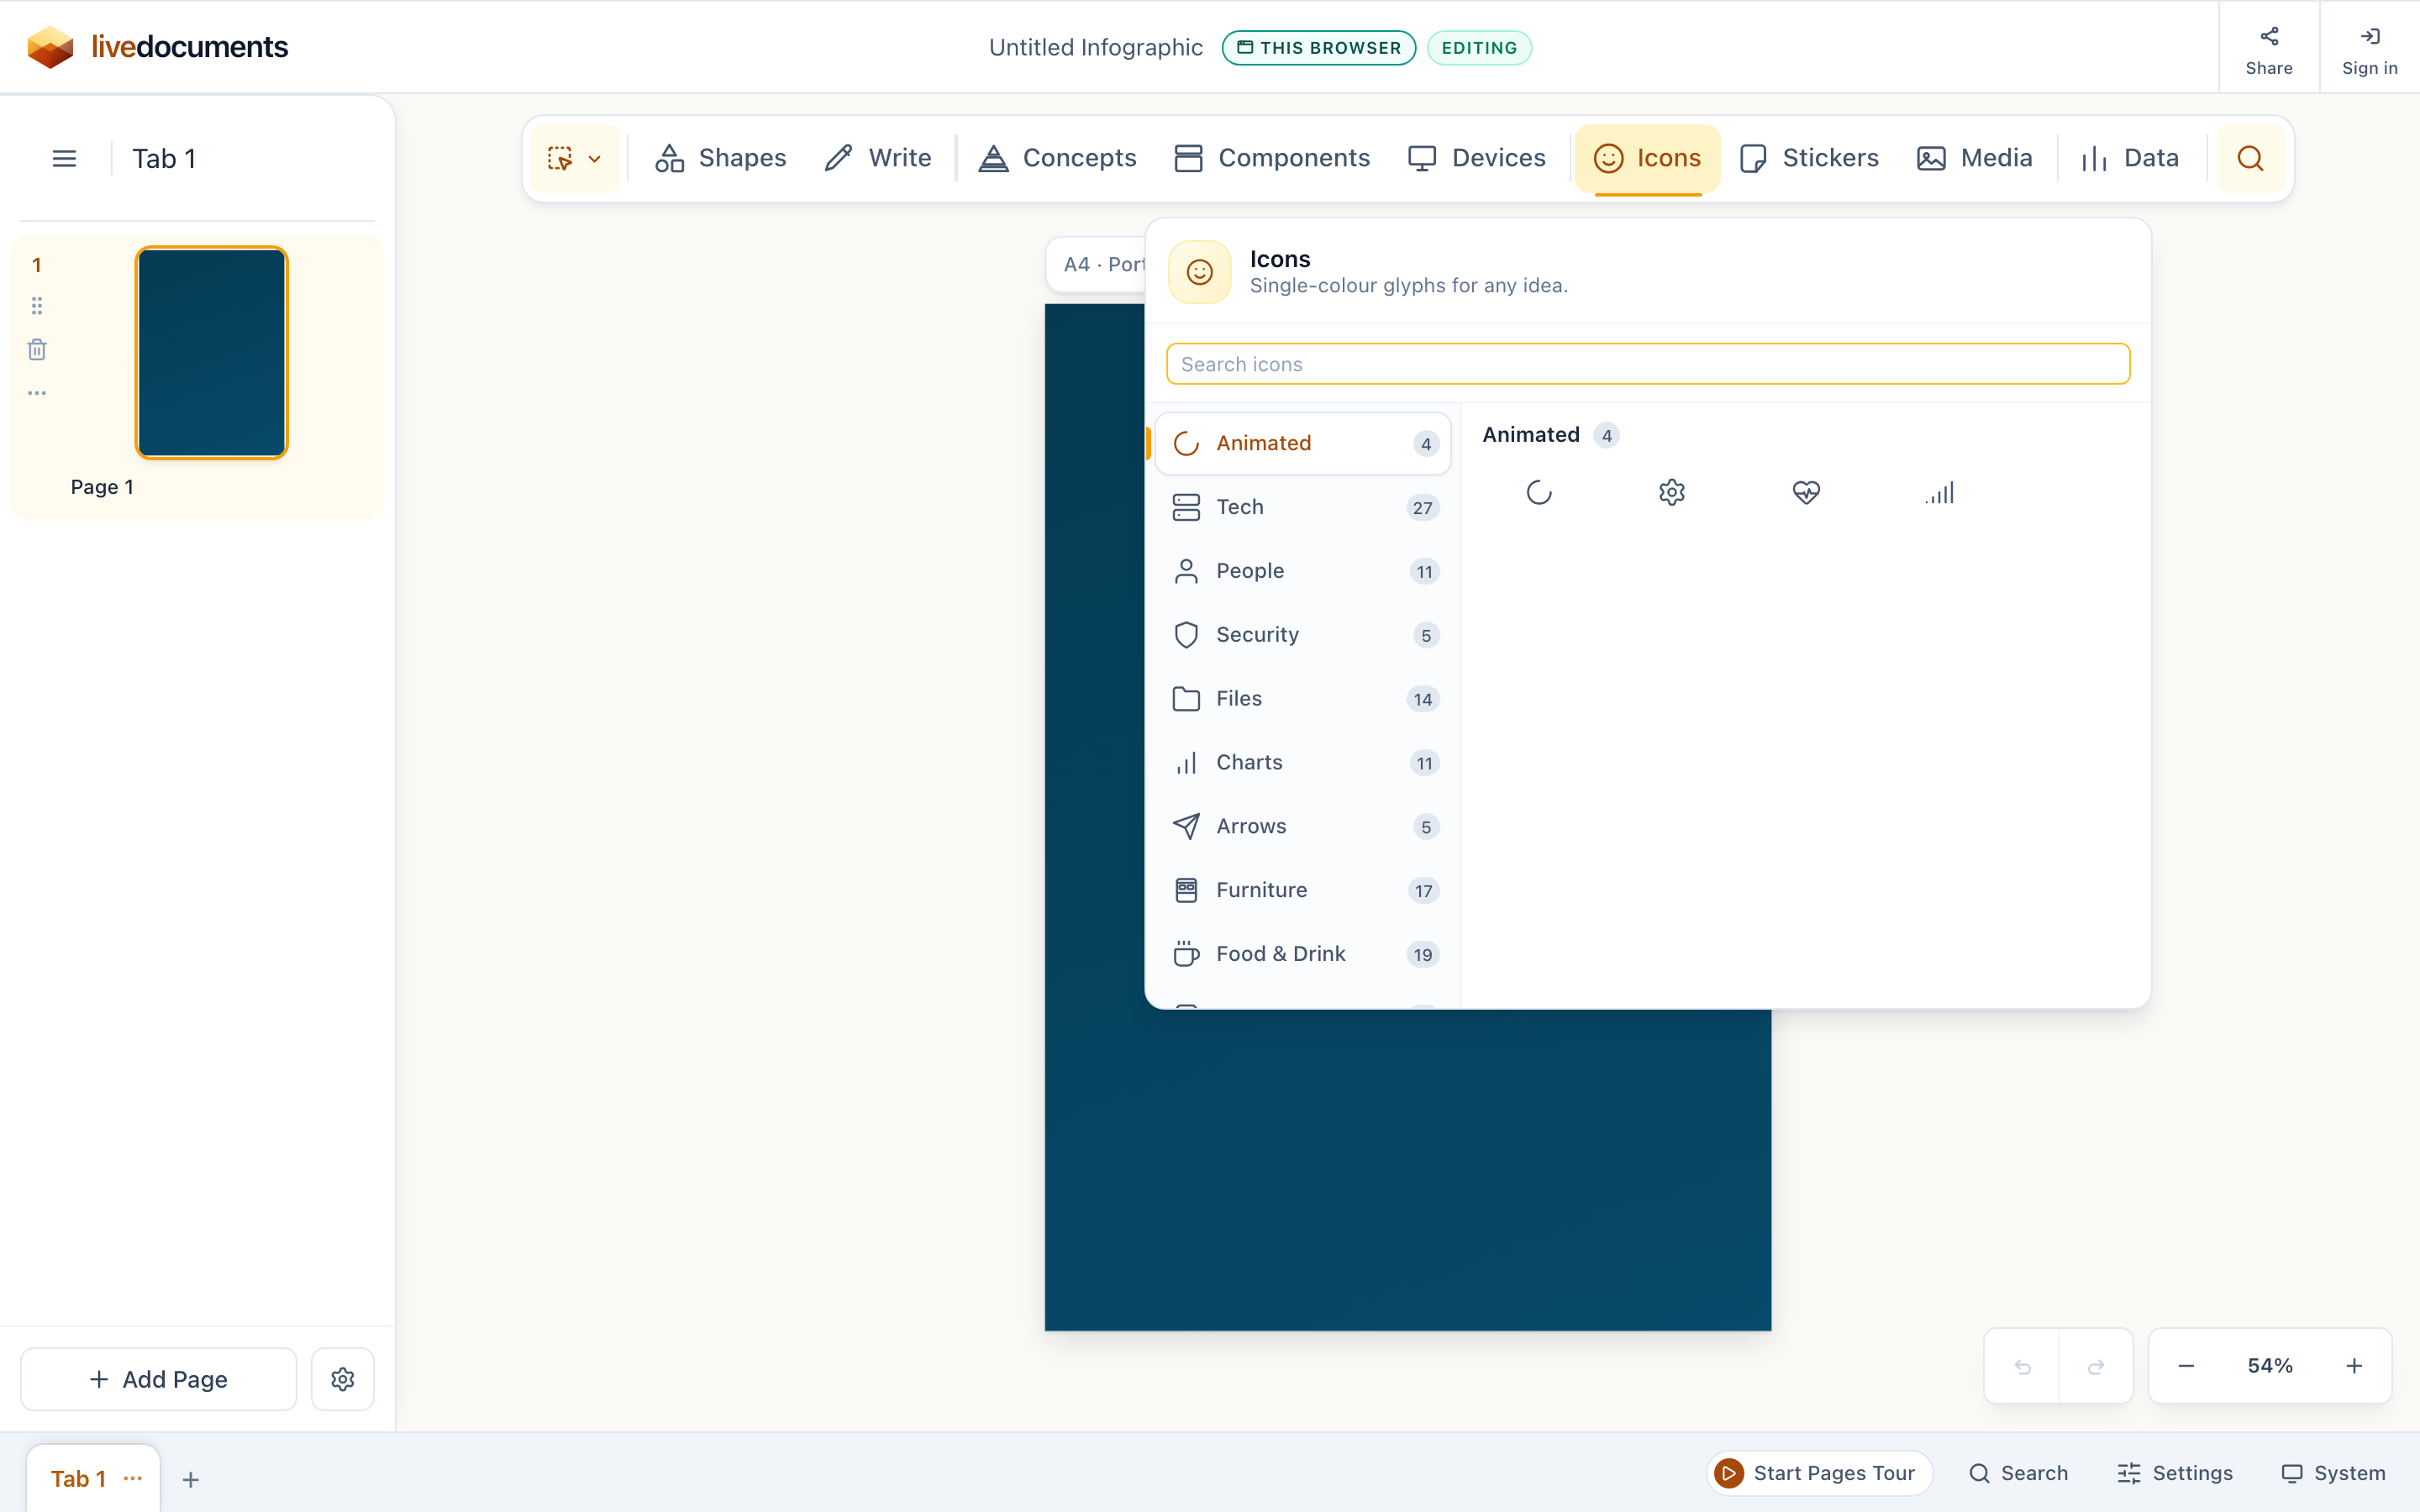 livedocuments
Untitled Infographic
THIS BROWSER
EDITING
Share
Sign in
Tab 1
Shapes
Write
Concepts
Components
Devices
Icons
Stickers
Media
Data
1
Page 1
A4 · Port
Icons
Single-colour glyphs for any idea.
Search icons
Animated 4
Tech 27
People 11
Security 5
Files 14
Charts 11
Arrows 5
Furniture 17
Food & Drink 19
Animated 4
Add Page
54%
Tab 1
Start Pages Tour
Search
Settings
System